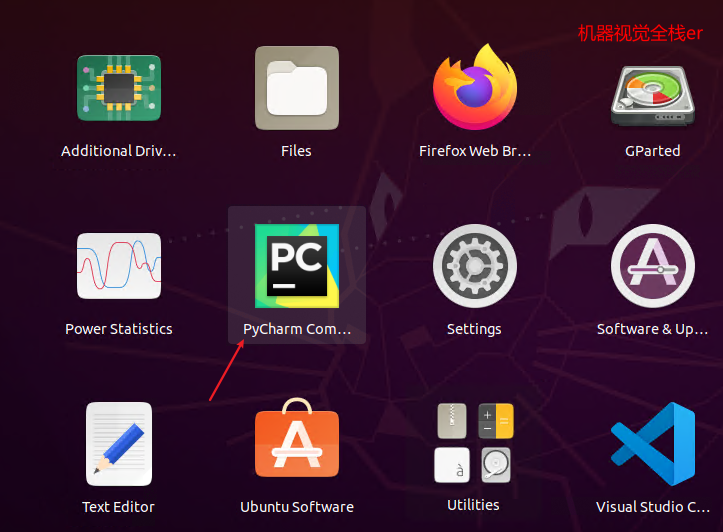 机器视觉全栈er
Additional Driv...
Files
Firefox Web Br...
GParted
PC
Power Statistics
PyCharm Com...
Settings
Software & Up...
à
Text Editor
Ubuntu Software
Utilities
Visual Studio C...